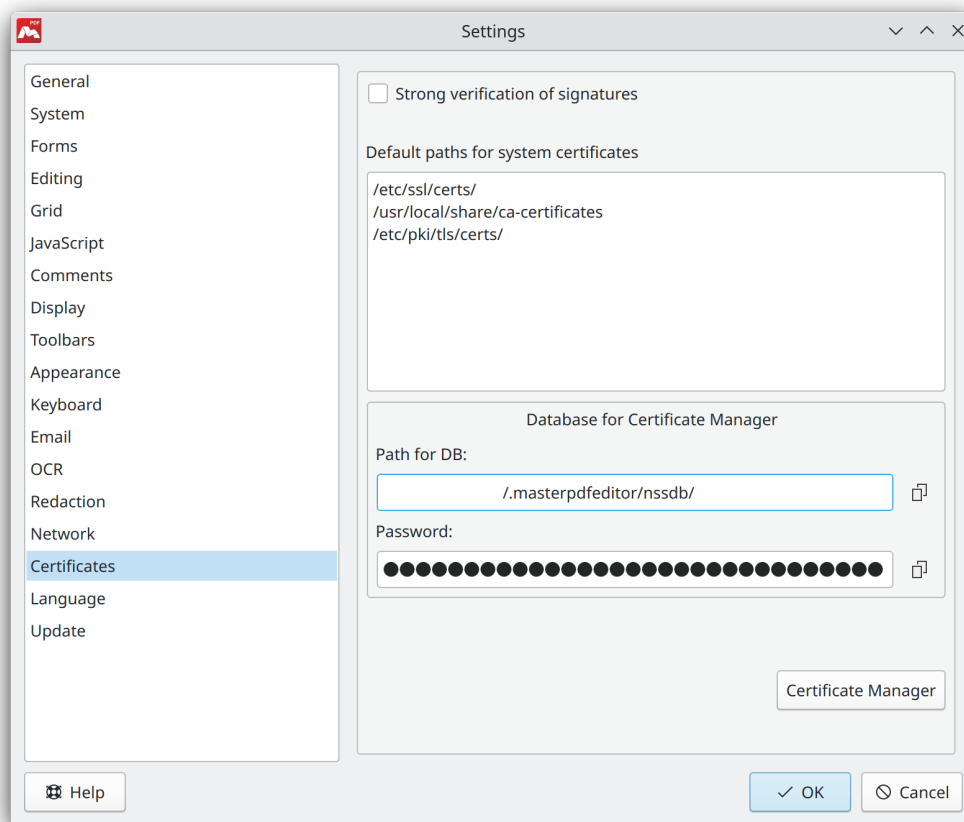 PDF
Settings
General
System
Forms
Editing
Grid
JavaScript
Comments
Display
Toolbars
Appearance
Keyboard
Email
OCR
Redaction
Network
Certificates
Language
Update
Strong verification of signatures
Default paths for system certificates
/etc/ssl/certs/
/usr/local/share/ca-certificates
/etc/pki/tls/certs/
Database for Certificate Manager
Path for DB:
/.masterpdfeditor/nssdb/
Password:
●●●●●●●●●●●●●●●●●●●●●●●●●●●●●●●
Certificate Manager
Help
OK
Cancel